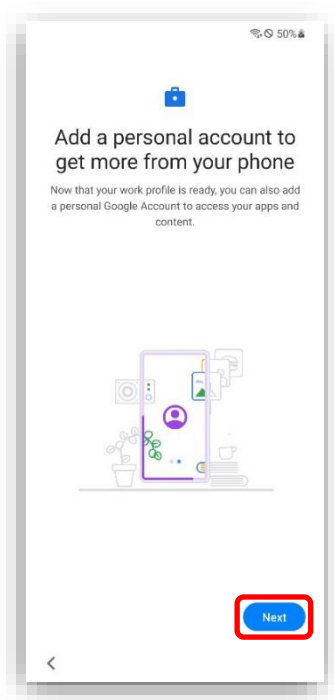 50%
Add a personal account to
get more from your phone
Now that your work profile is ready, you can also add
a personal Google Account to access your apps and
content.
Next